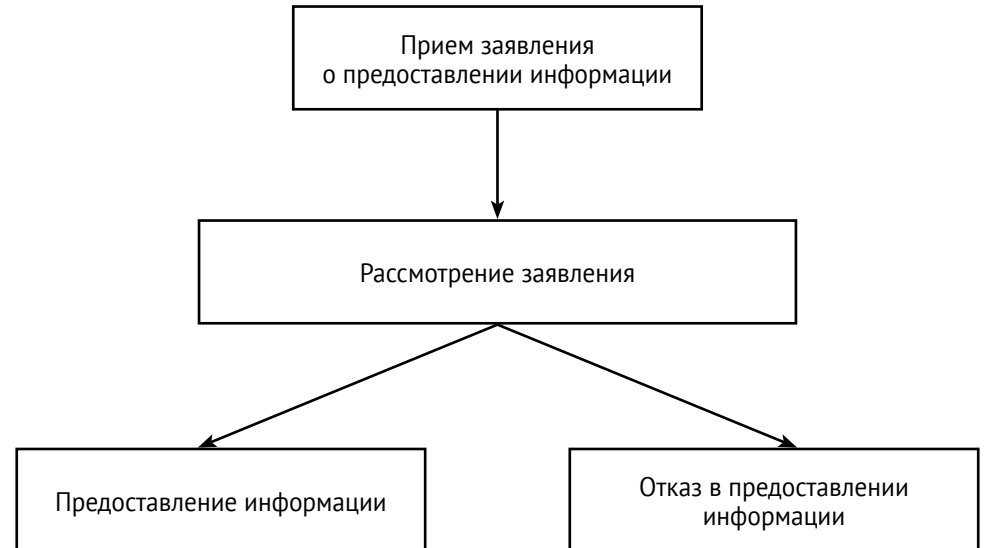 Прием заявления
о предоставлении информации
Рассмотрение заявления
Предоставление информации
Отказ в предоставлении
информации